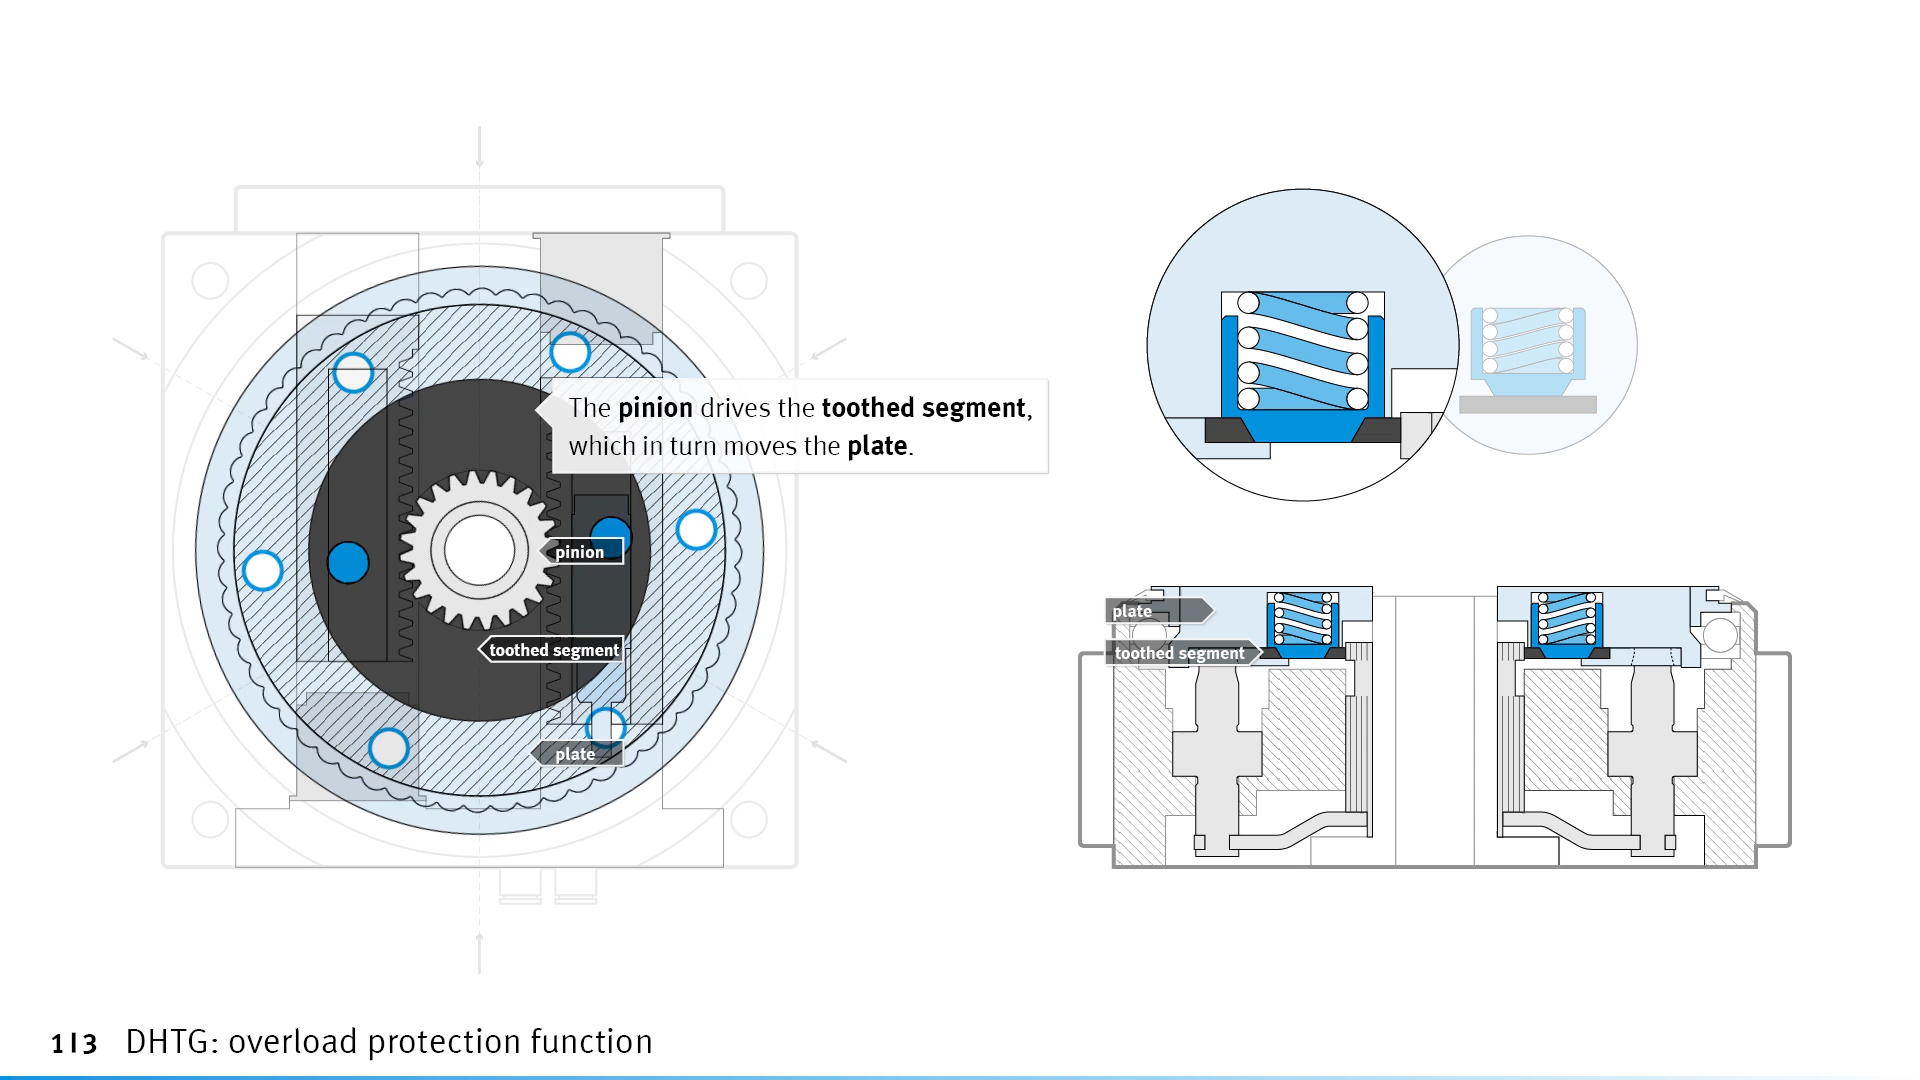 The pinion drives the toothed segment,
which in turn moves the plate.
pinion
toothed segment
plate
plate
toothed segment
1I3 DHTG: overload protection function